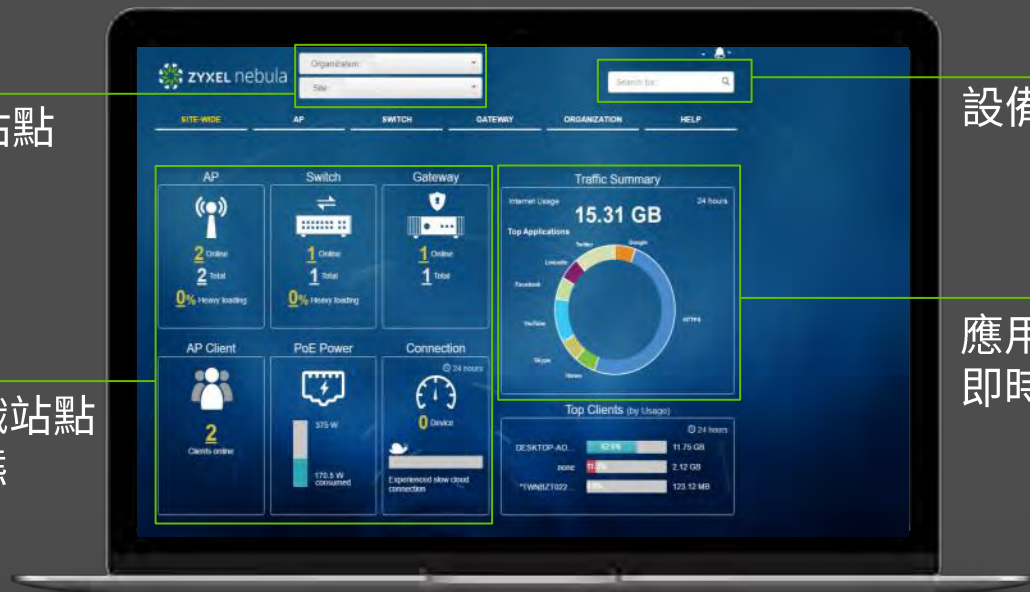 ZYXEL nebula
Organization:
Site:
Search for:
SITE-WIDE
AP
SWITCH
GATEWAY
ORGANIZATION
HELP
站點
設備
AP
2 Online
2 Total
0% Heavy loading
Switch
1 Online
1 Total
0% Heavy loading
Gateway
1 Online
1 Total
Traffic Summary
Internet Usage
24 hours
15.31 GB
Top Applications
Twitter
Google
LinkedIn
Facebook
YouTube
Skype
HTTPS
應用
即時
站點
AP Client
2
Clients online
PoE Power
375 W
170.5 W
consumed
Connection
24 hours
0 Device
Experienced slow cloud
connection
Top Clients (by Usage)
24 hours
DESKTOP-AO...
11.75 GB
none
2.12 GB
*TWNBZT022...
123.12 MB